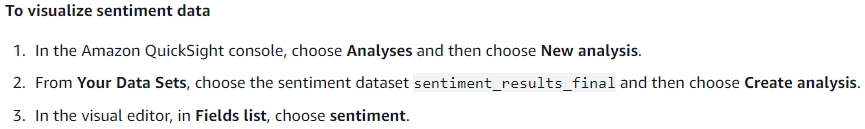 To visualize sentiment data
1. In the Amazon QuickSight console, choose Analyses and then choose New analysis.
2. From Your Data Sets, choose the sentiment dataset sentiment_results_final and then choose Create analysis.
3. In the visual editor, in Fields list, choose sentiment.